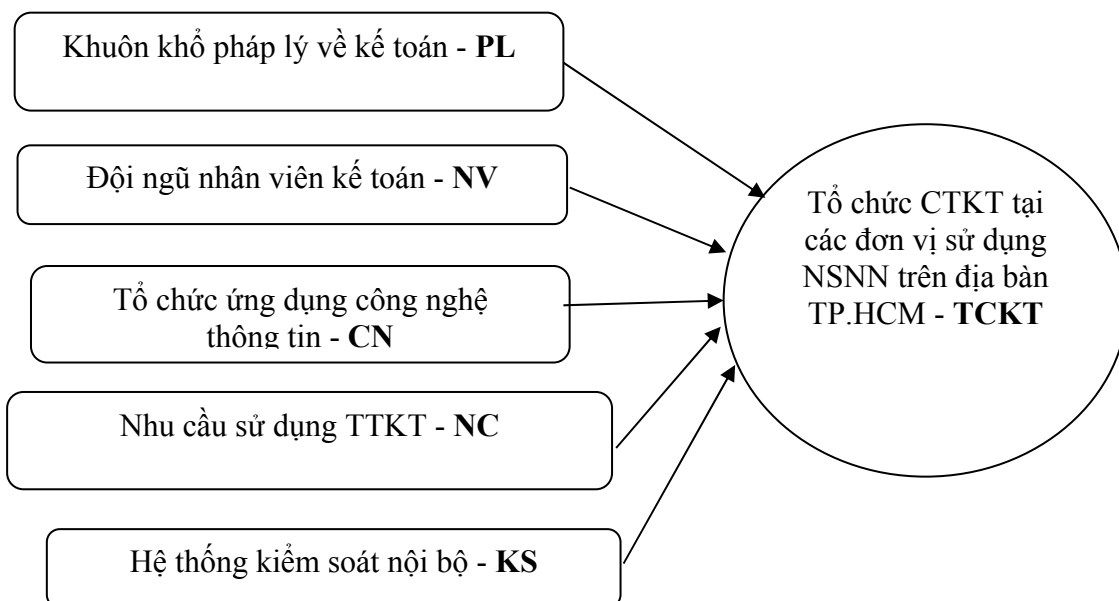 Khuôn khổ pháp lý về kế toán - PL
Đội ngũ nhân viên kế toán - NV
Tổ chức ứng dụng công nghệ
thông tin - CN
Nhu cầu sử dụng TTKT - NC
Hệ thống kiểm soát nội bộ - KS
Tổ chức CTKT tại
các đơn vị sử dụng
NSNN trên địa bàn
TP.HCM - TCKT